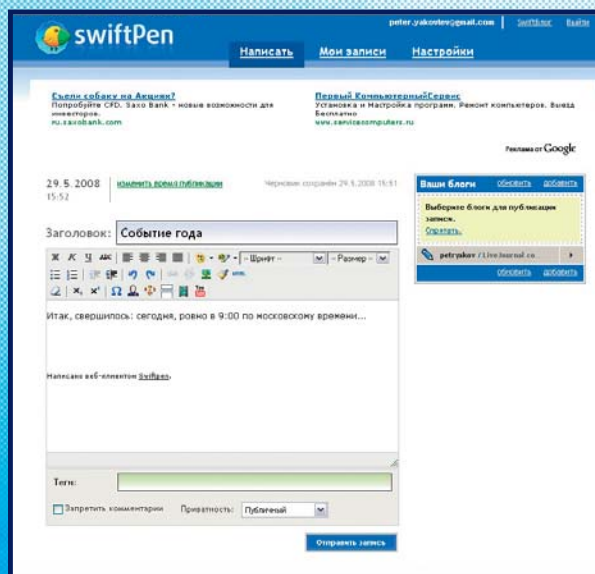 peter.yakovlev@gmail.com
SwiftБлог
Выйти
swiftPen
Написать
Мои записи
Настройки
Съели собаку на Акциях?
Попробуйте CFD. Saxo Bank - новые возможности для
инвесторов.
ru.saxobank.com
Первый КомпьютерныйСервис
Установка и Настройка программ. Ремонт компьютеров. Выезд
Бесплатно
www.servicecomputers.ru
Реклама от Google
29.5.2008
изменить время публикации
Черновик сохранён 29.5.2008 15:51
15:52
Ваши блоги
обновить
добавить
Выберите блоги для публикации
записи.
Спрятать.
petryakov / LiveJournal.co...
обновить
добавить
Заголовок: Событие года
Ж К Ч ABC
- Шрифт -
- Размер -
HTML
Итак, свершилось: сегодня, ровно в 9:00 по московскому времени...
Написано веб-клиентом Swiftpen.
Теги:
Запретить комментарии
Приватность:
Публичный
Отправить запись